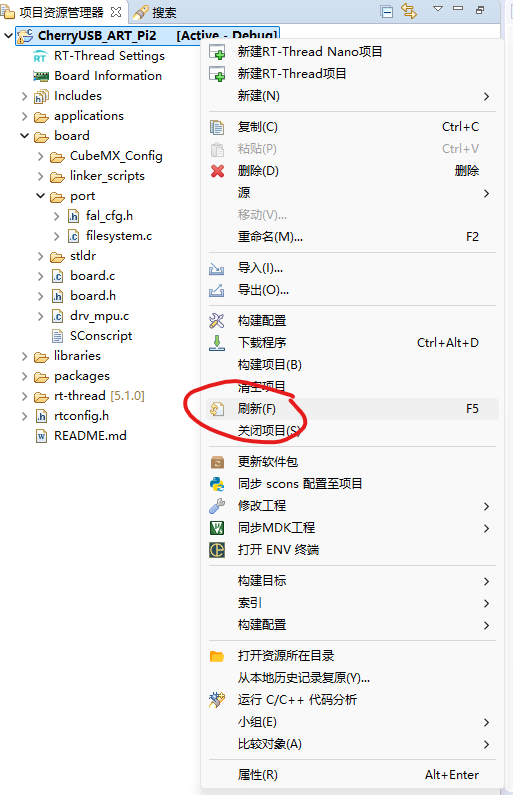 项目资源管理器 搜索
CherryUSB_ART_Pi2 [Active - Debug]
RT-Thread Settings
Board Information
Includes
applications
board
CubeMX_Config
linker_scripts
port
fal_cfg.h
filesystem.c
stldr
board.c
board.h
drv_mpu.c
SConscript
libraries
packages
rt-thread [5.1.0]
rtconfig.h
README.md
新建RT-Thread Nano项目
新建RT-Thread项目
新建(N)
复制(C) Ctrl+C
粘贴(P) Ctrl+V
删除(D) 删除
源
移动(V)...
重命名(M)... F2
导入(I)...
导出(O)...
构建配置
下载程序 Ctrl+Alt+D
构建项目(B)
清空项目
刷新(F) F5
关闭项目(S)
更新软件包
同步 scons 配置至项目
修改工程
同步MDK工程
打开 ENV 终端
构建目标
索引
构建配置
打开资源所在目录
从本地历史记录复原(Y)...
运行 C/C++ 代码分析
小组(E)
比较对象(A)
属性(R) Alt+Enter